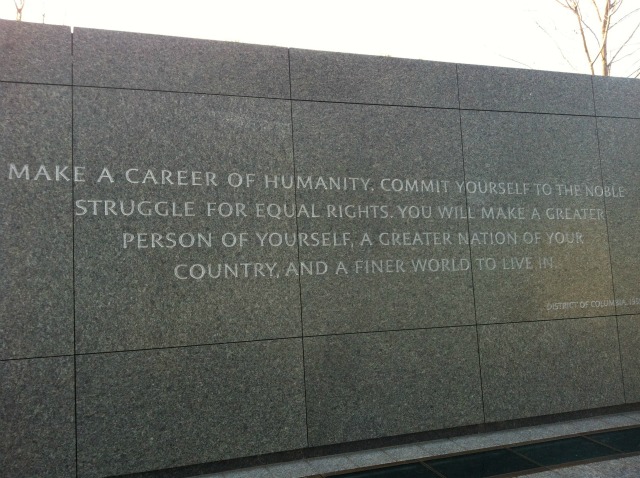 MAKE A CAREER OF HUMANITY, COMMIT YOURSELF TO THE NOBLE
STRUGGLE FOR EQUAL RIGHTS. YOU WILL MAKE A GREATER
PERSON OF YOURSELF, A GREATER NATION OF YOUR
COUNTRY, AND A FINER WORLD TO LIVE IN.
DISTRICT OF COLUMBIA,